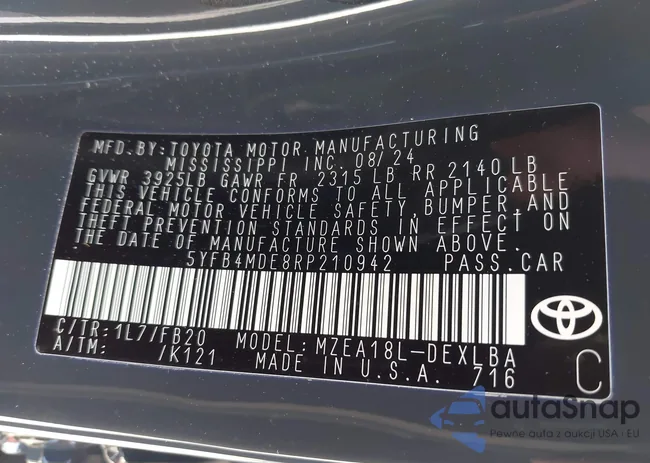 MFD.BY:TOYOTA MOTOR MANUFACTURING
MISSISSIPPI INC. 08/24
GVWR 3925LB GAWR FR 2315 LB RR 2140 LB
THIS VEHICLE CONFORMS TO ALL APPLICABLE
FEDERAL MOTOR VEHICLE SAFETY,BUMPER,AND
THEFT PREVENTION STANDARDS IN EFFECT ON
THE DATE OF MANUFACTURE SHOWN ABOVE.
5YFB4MDE8RP210942 PASS.CAR
C/TR:1L7/FB20 MODEL:MZEA18L-DEXLBA
A/TM: /K121 MADE IN U.S.A. 716
C
autoSnap
Pewne auta z aukcji USA i EU